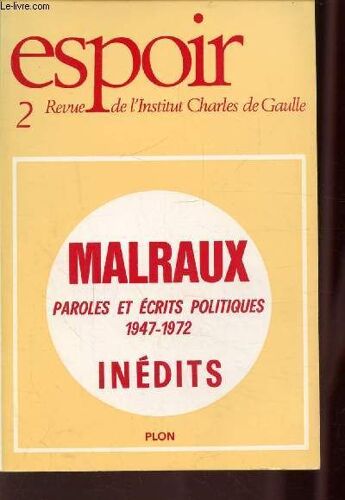 Le-livre.com
espoir
2 Revue de l'Institut Charles de Gaulle
MALRAUX
PAROLES ET ÉCRITS POLITIQUES
1947-1972
INÉDITS
PLON